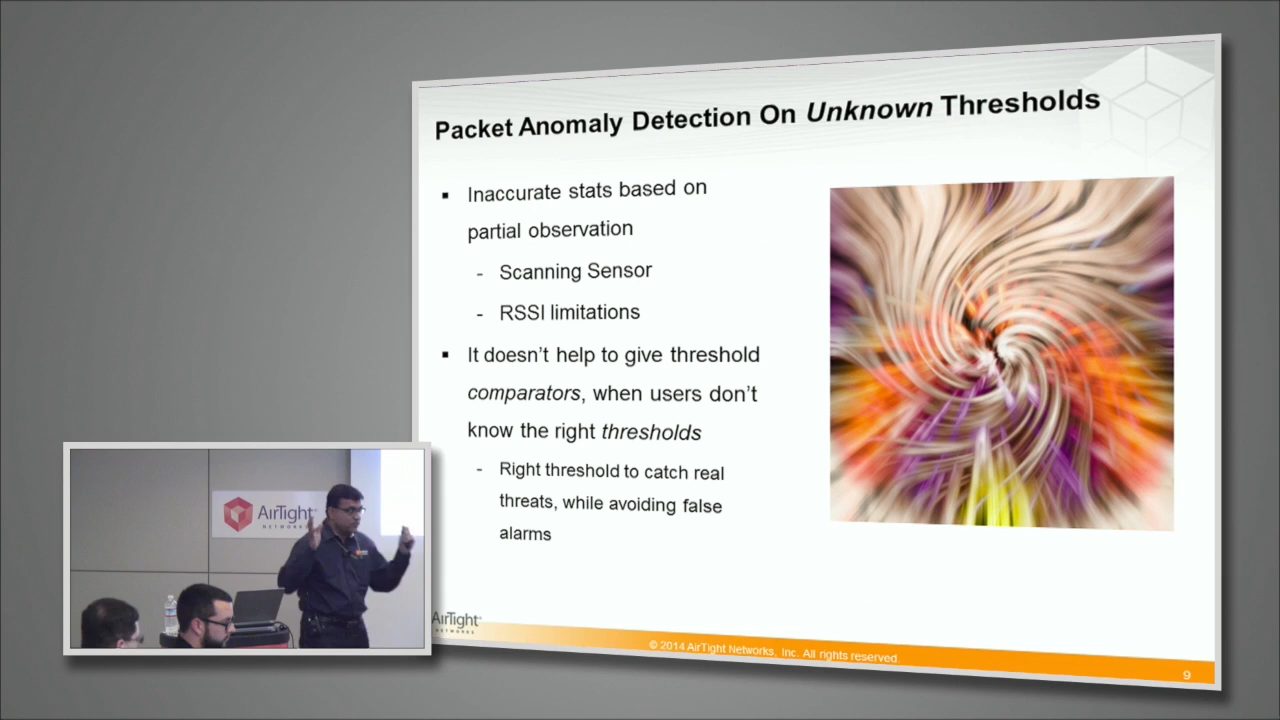 Packet Anomaly Detection On Unknown Thresholds
▪ Inaccurate stats based on
partial observation
- Scanning Sensor
- RSSI limitations
▪ It doesn't help to give threshold
comparators, when users don't
know the right thresholds
- Right threshold to catch real
threats, while avoiding false
alarms
AirTight
NETWORKS
AirTight
NETWORKS
© 2014 AirTight Networks, Inc. All rights reserved.
9